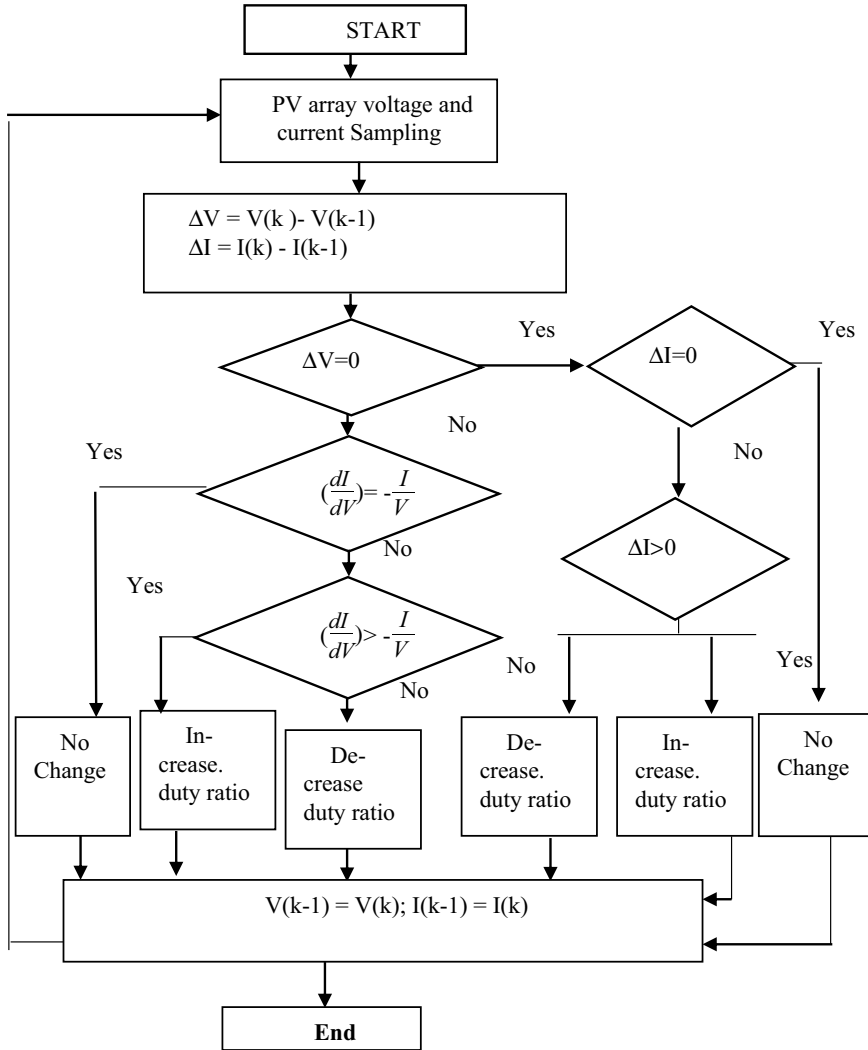 START
PV array voltage and
current Sampling
ΔV = V(k )- V(k-1)
ΔI = I(k) - I(k-1)
Yes
Yes
ΔV=0
ΔI=0
No
Yes
No
(dI/dV)= -I/V
No
ΔI>0
Yes
(dI/dV)> -I/V
No
Yes
No
No
Change
In-
crease.
duty ratio
De-
crease
duty ratio
De-
crease.
duty ratio
In-
crease.
duty ratio
No
Change
V(k-1) = V(k); I(k-1) = I(k)
End